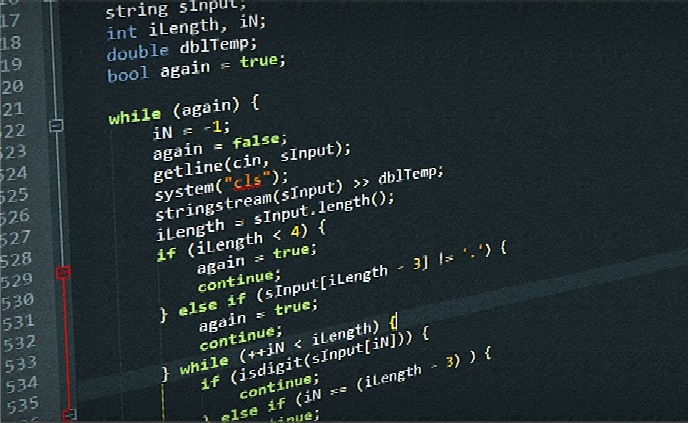 string sInput;
17 int iLength, iN;
18 double dblTemp;
19 bool again = true;
20
21 while (again) {
522 iN = -1;
523 again = false;
524 getline(cin, sInput);
525 system("cls");
526 stringstream(sInput) >> dblTemp;
527 iLength = sInput.length();
528 if (iLength < 4) {
529 again = true;
530 continue;
531 } else if (sInput[iLength - 3] != '.') {
532 again = true;
533 continue;
534 } while (++iN < iLength) {
535 if (isdigit(sInput[iN])) {
continue;
} else if (iN == (iLength - 3) ) {